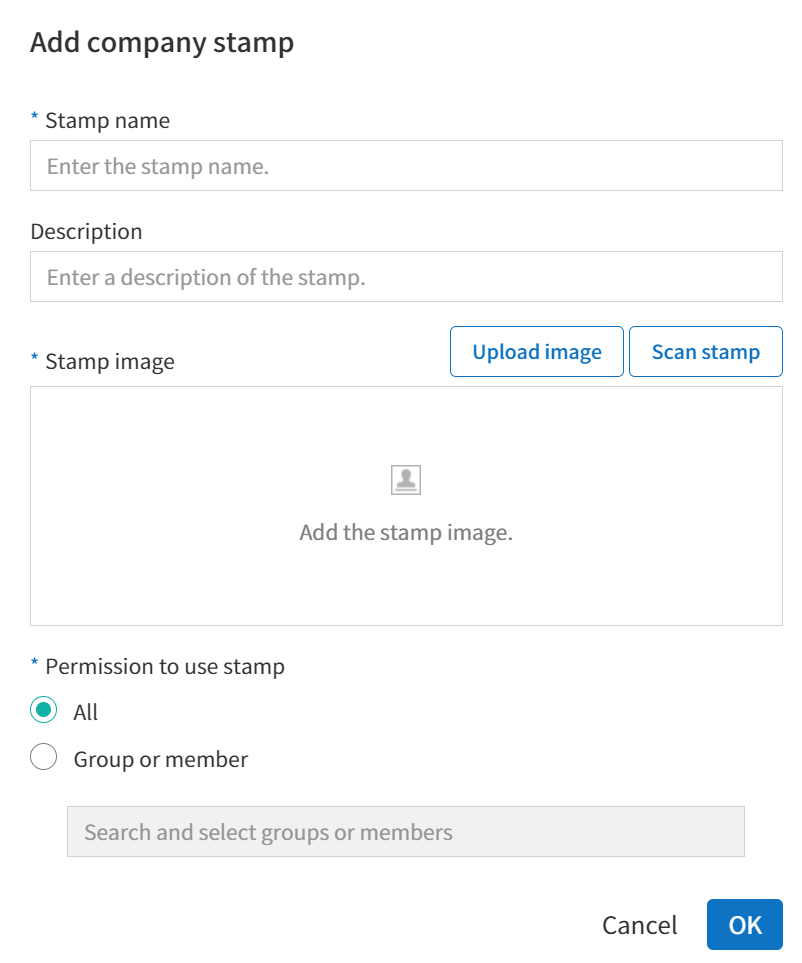 Add company stamp
* Stamp name
Enter the stamp name.
Description
Enter a description of the stamp.
* Stamp image
Upload image
Scan stamp
Add the stamp image.
* Permission to use stamp
All
Group or member
Search and select groups or members
Cancel
OK